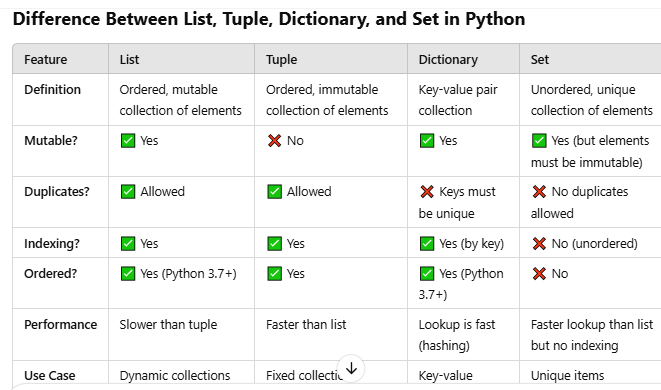 Difference Between List, Tuple, Dictionary, and Set in Python
Feature List Tuple Dictionary Set
Definition Ordered, mutable Ordered, immutable Key-value pair Unordered, unique
collection of elements collection of elements collection collection of elements
Mutable? ✅ Yes ❌ No ✅ Yes ✅ Yes (but elements
must be immutable)
Duplicates? ✅ Allowed ✅ Allowed ❌ Keys must ❌ No duplicates
be unique allowed
Indexing? ✅ Yes ✅ Yes ✅ Yes (by key) ❌ No (unordered)
Ordered? ✅ Yes (Python 3.7+) ✅ Yes ✅ Yes (Python ❌ No
3.7+)
Performance Slower than tuple Faster than list Lookup is fast Faster lookup than list
(hashing) but no indexing
Use Case Dynamic collections Fixed Key-value Unique items